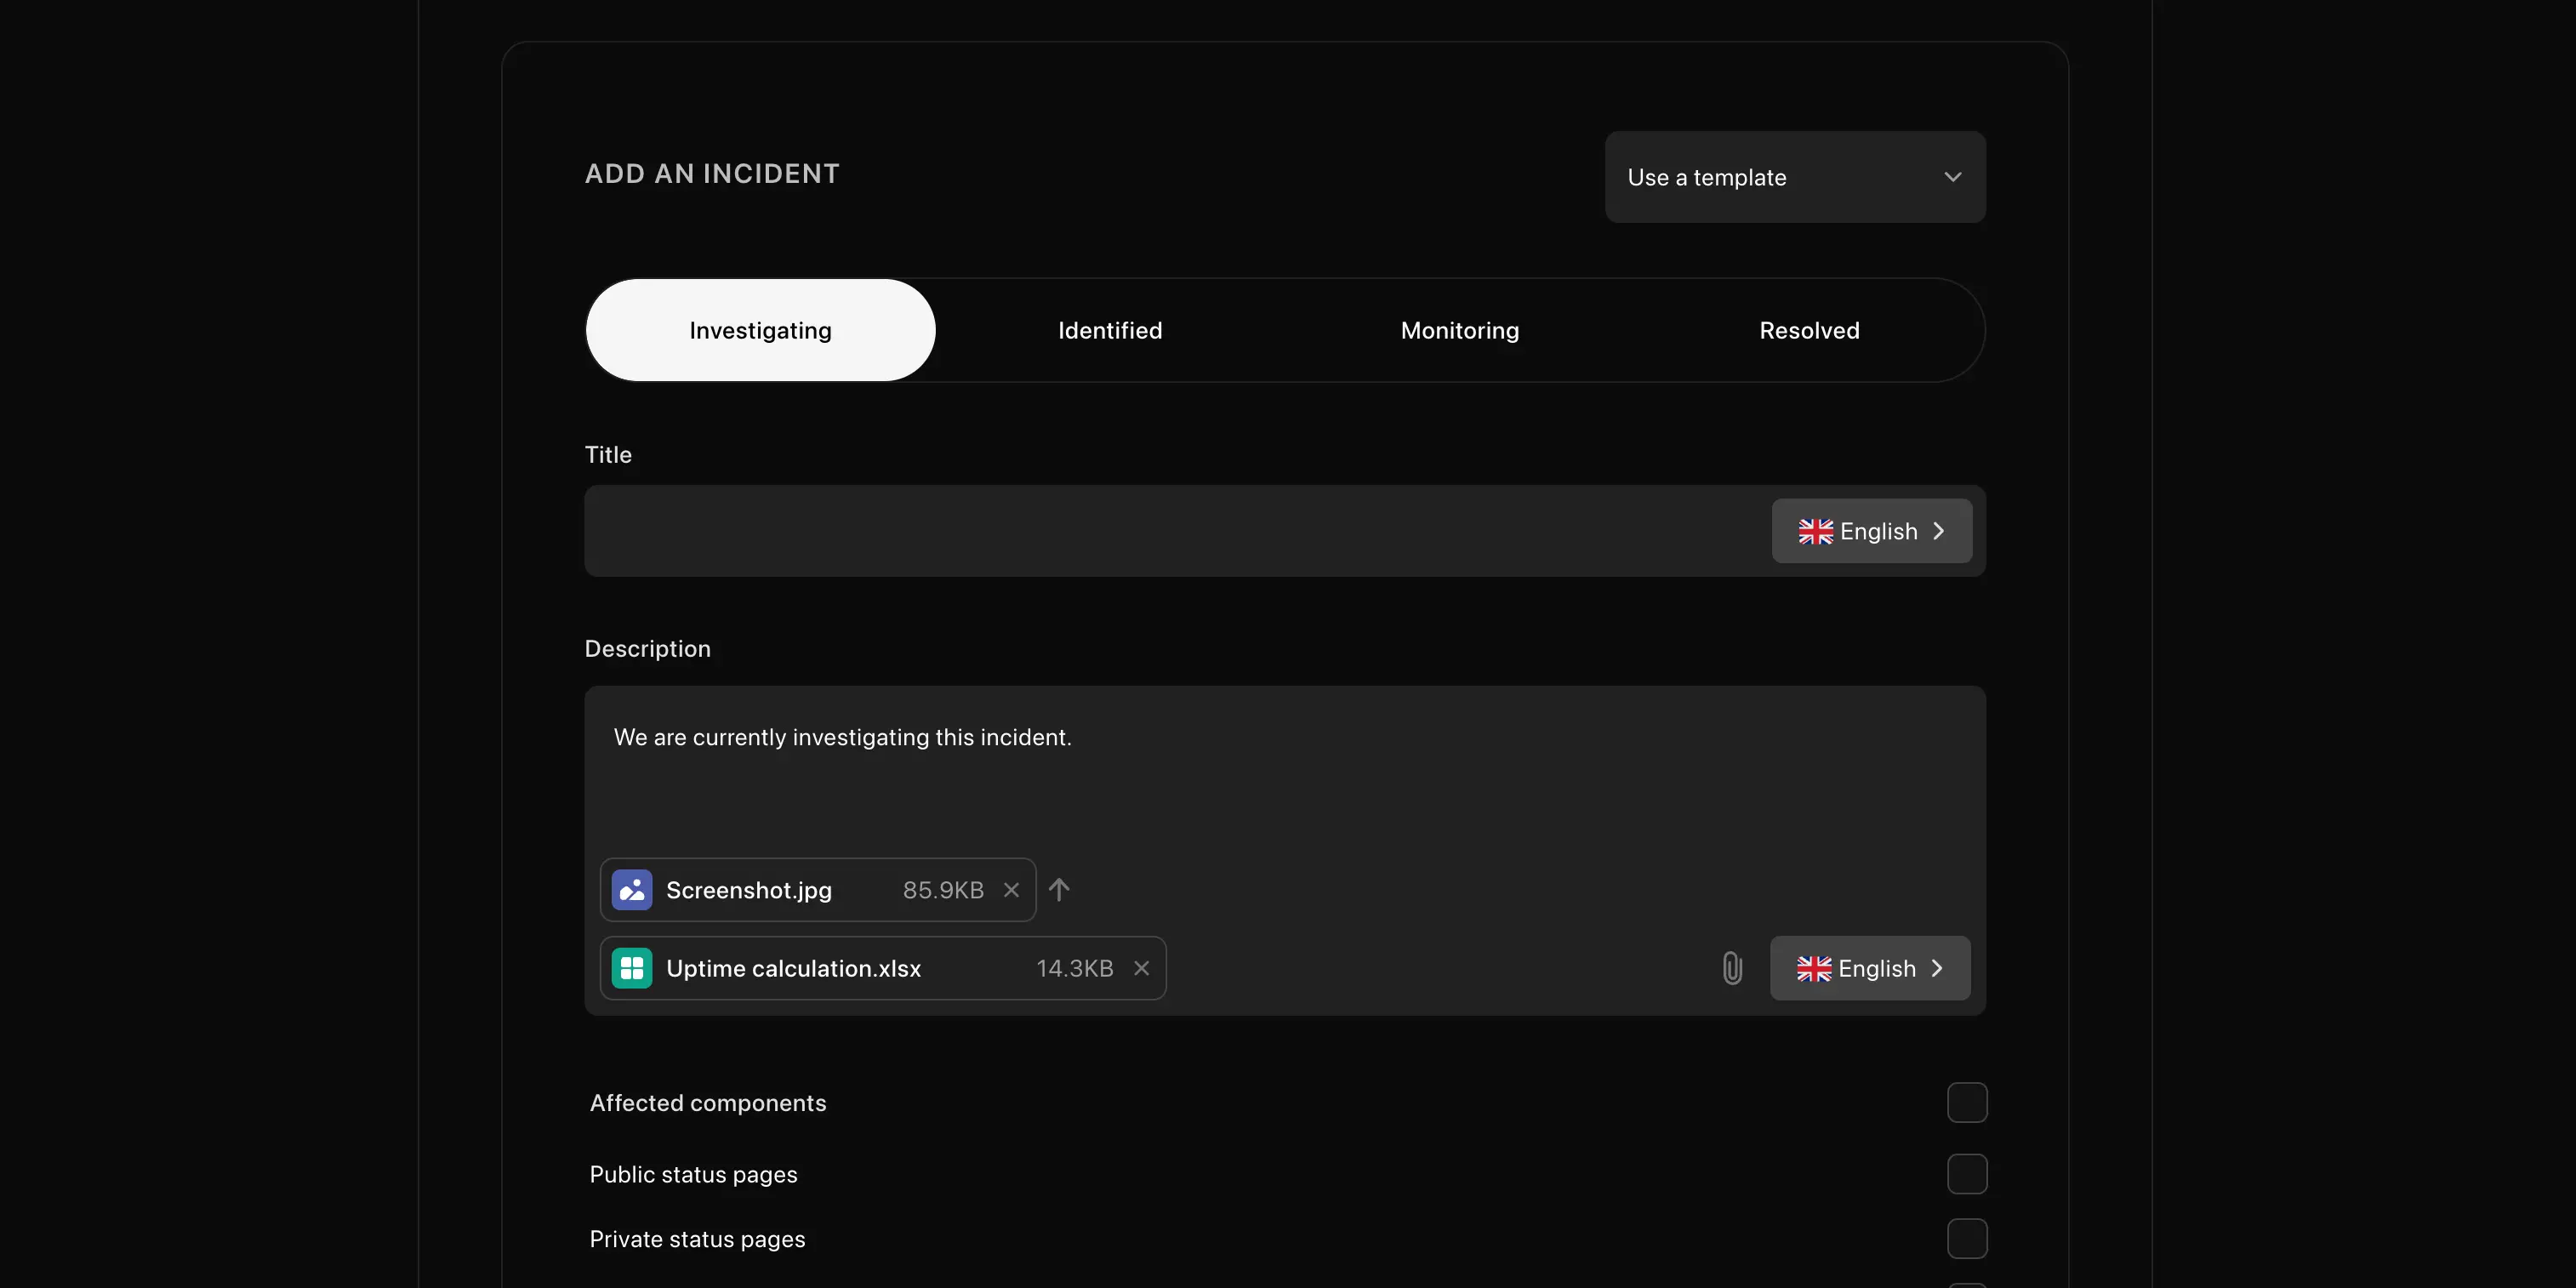 ADD AN INCIDENT
Use a template
Investigating
Identified
Monitoring
Resolved
Title
English
Description
We are currently investigating this incident.
Screenshot.jpg 85.9KB
Uptime calculation.xlsx 14.3KB
English
Affected components
Public status pages
Private status pages